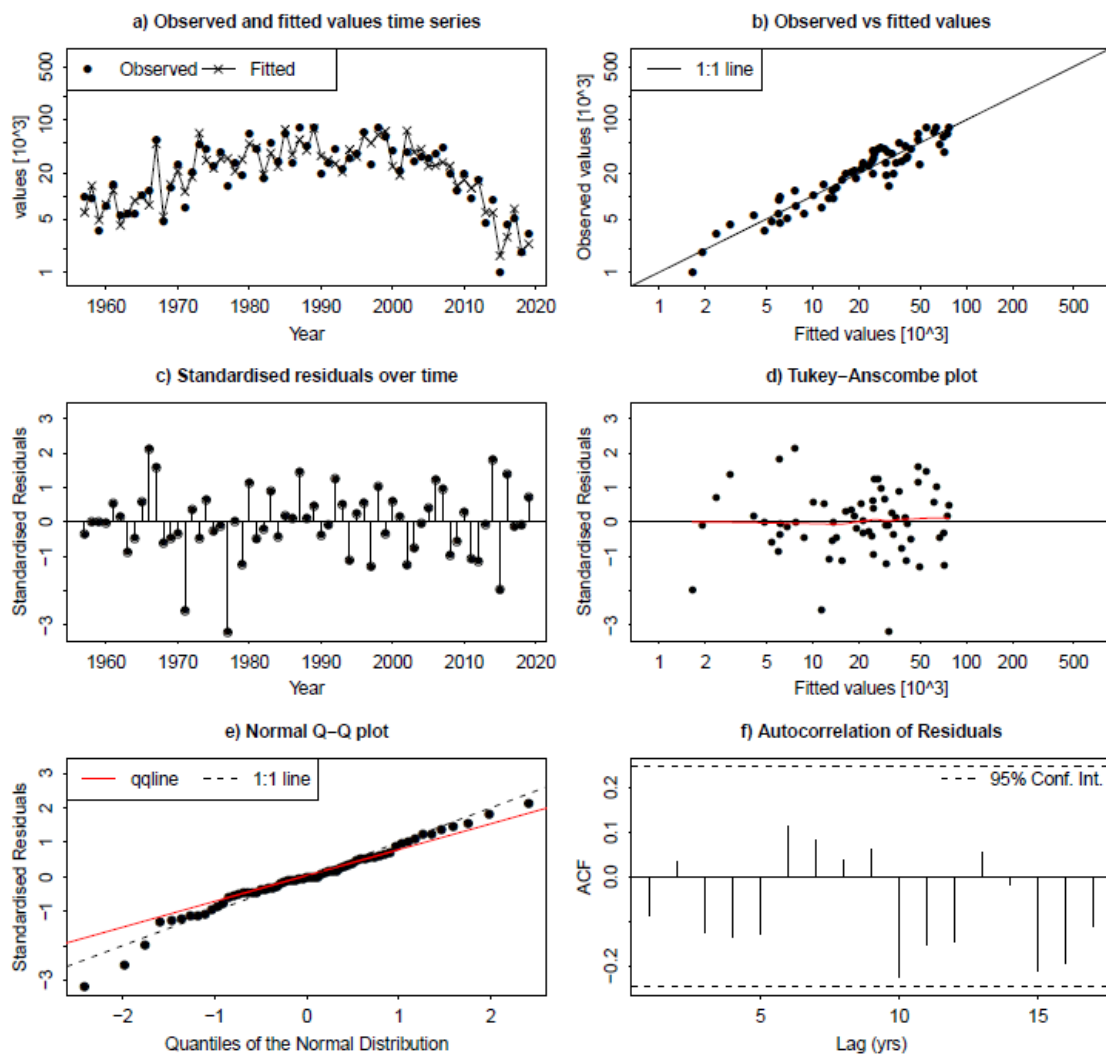 a) Observed and fitted values time series
Observed Fitted
values [10^3]
500
100
20
5
1
1960 1970 1980 1990 2000 2010 2020
Year
b) Observed vs fitted values
1:1 line
Observed values [10^3]
500
100
20
5
1
1 2 5 10 20 50 100 200 500
Fitted values [10^3]
c) Standardised residuals over time
Standardised Residuals
3
2
1
0
−1
−3
1960 1970 1980 1990 2000 2010 2020
Year
d) Tukey−Anscombe plot
Standardised Residuals
3
2
1
0
−1
−3
1 2 5 10 20 50 100 200 500
Fitted values [10^3]
e) Normal Q−Q plot
qqline 1:1 line
Standardised Residuals
3
2
1
0
−1
−3
−2 −1 0 1 2
Quantiles of the Normal Distribution
f) Autocorrelation of Residuals
95% Conf. Int.
ACF
0.2
0.1
0.0
−0.2
5 10 15
Lag (yrs)